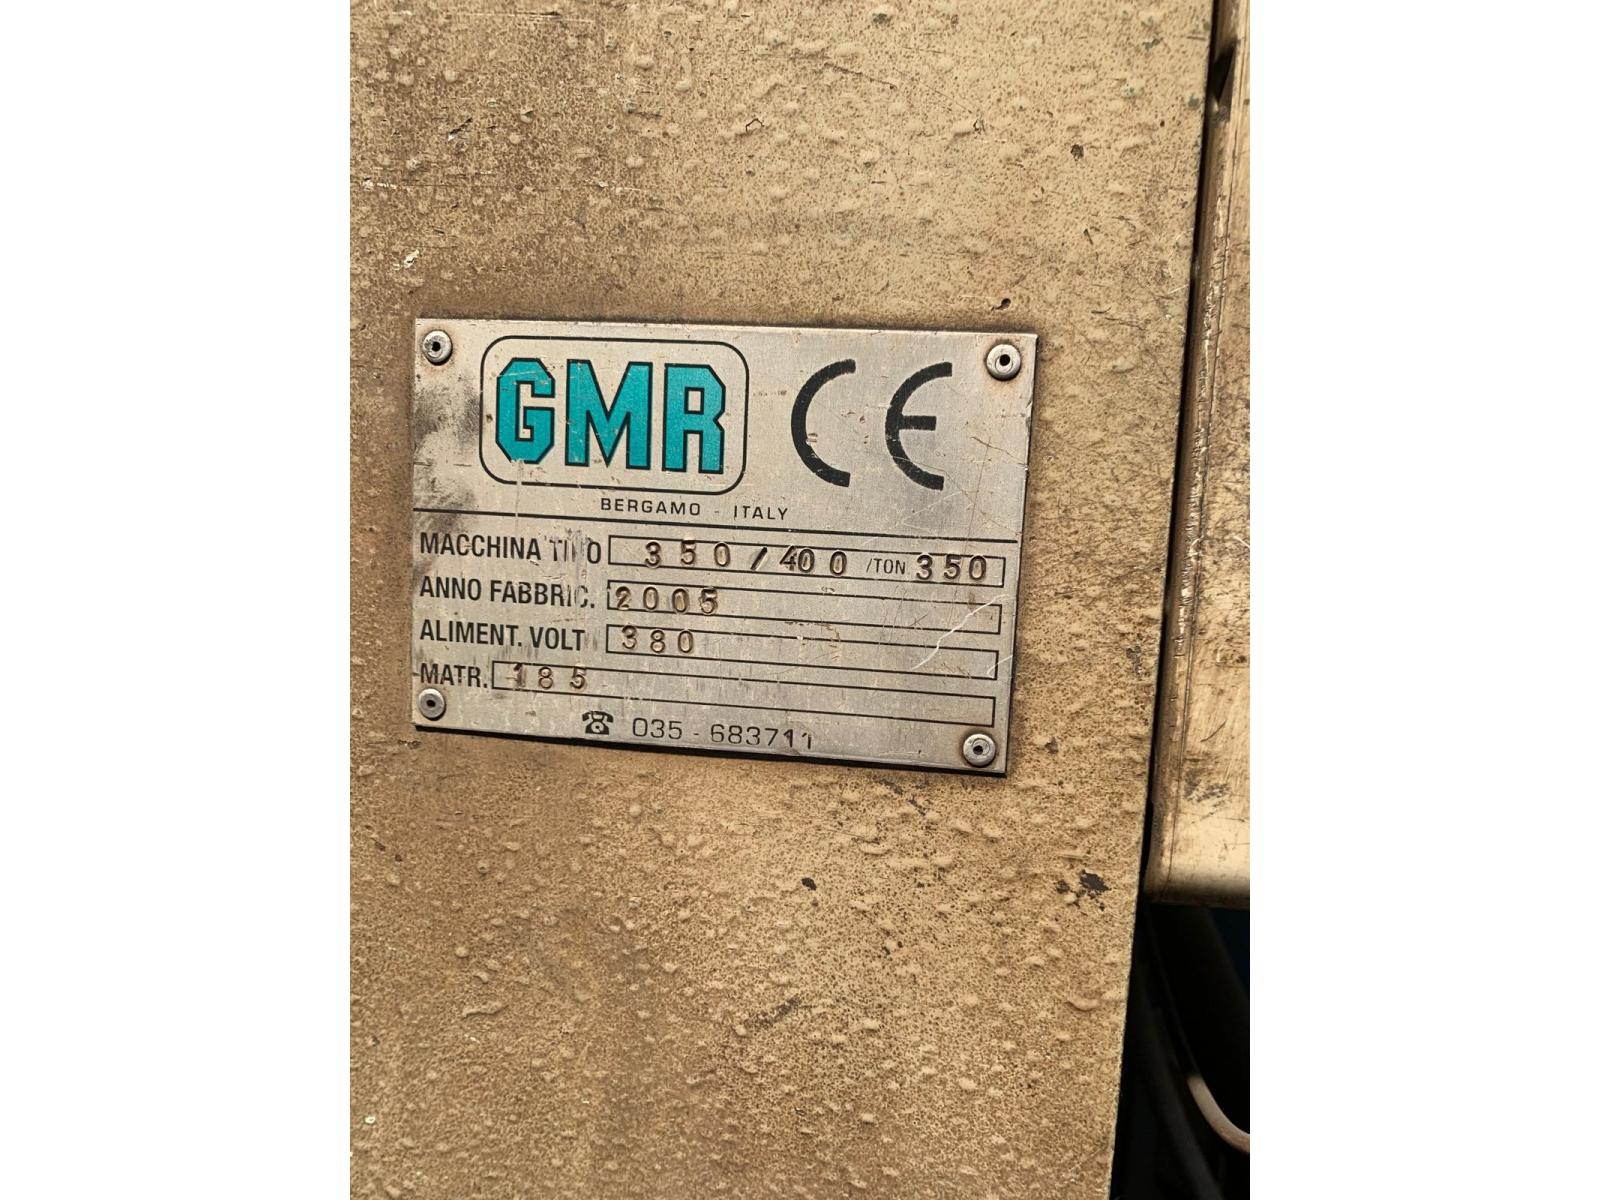 GMR CE
BERGAMO - ITALY
MACCHINA TIPO 350/400 /TON 350
ANNO FABBRIC. 2005
ALIMENT. VOLT 380
MATR. 185
☎ 035 - 683711